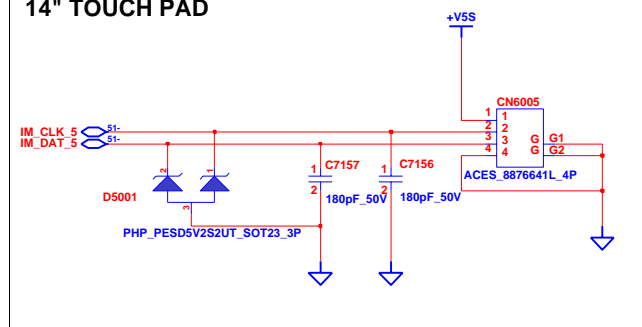 14" TOUCH PAD
+V5S
CN6005
1 1
2 2
3 3 G G1
4 4 G G2
ACES_8876641L_4P
IM_CLK_5 51-
IM_DAT_5 51-
2 1
D5001
3
PHP_PESD5V2S2UT_SOT23_3P
1 C7157
2 180pF_50V
1 C7156
2 180pF_50V